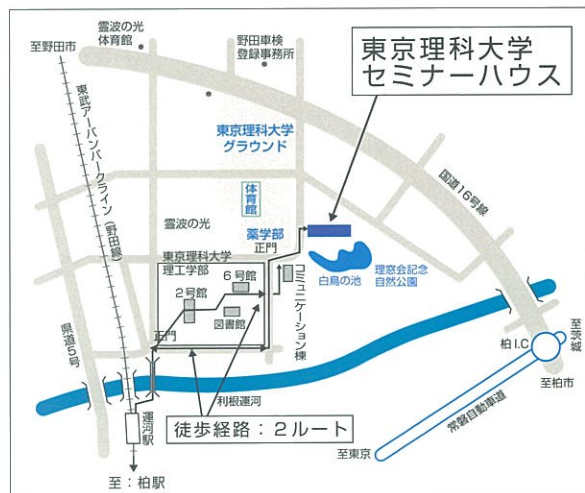 霊波の光
体育館
至野田市
野田車検
登録事務所
東京理科大学
セミナーハウス
東武アーバンパークライン(野田線)
東京理科大学
グラウンド
国道16号線
体育館
霊波の光
薬学部
正門
東京理科大学
理工学部
6号館
2号館
図書館
コミュニケーション棟
白鳥の池
理窓会記念
自然公園
正門
県道5号
至茨城
柏I.C
至柏市
利根運河
運河駅
徒歩経路:2ルート
常磐自動車道
至東京
至:柏駅